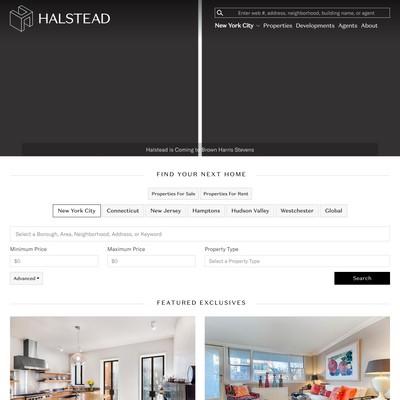 HALSTEAD
Enter web #, address, neighborhood, building name, or agent
New York City Properties Developments Agents About
Halstead is Coming to Brown Harris Stevens
FIND YOUR NEXT HOME
Properties For Sale Properties For Rent
New York City Connecticut New Jersey Hamptons Hudson Valley Westchester Global
Select a Borough, Area, Neighborhood, Address, or Keyword
Minimum Price Maximum Price Property Type
$0 $0 Select a Property Type
Advanced Search
FEATURED EXCLUSIVES